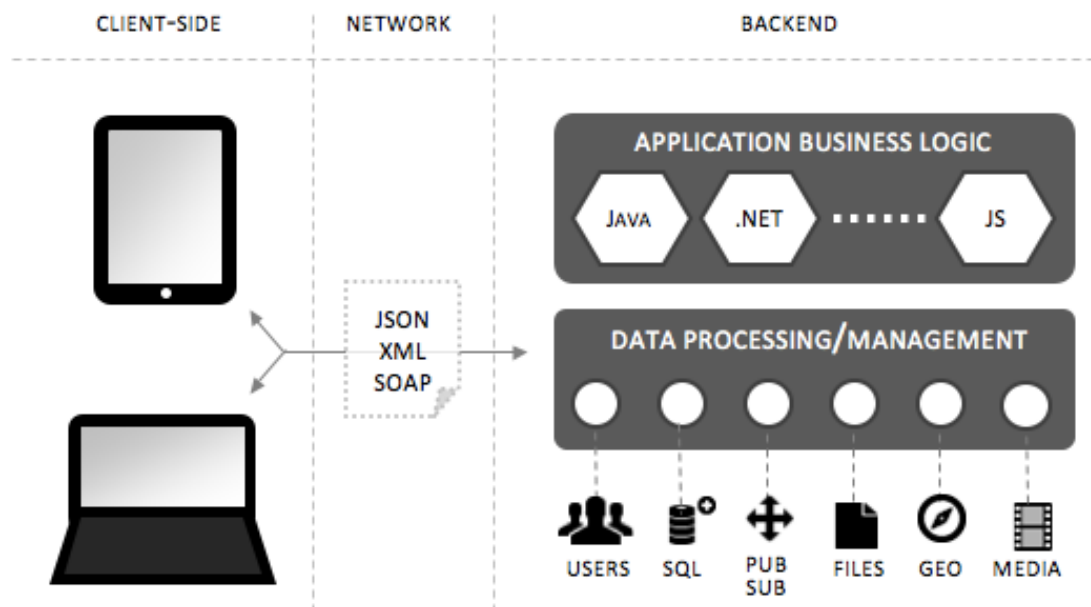 CLIENT-SIDE
NETWORK
BACKEND
APPLICATION BUSINESS LOGIC
JAVA
.NET
JS
JSON
XML
SOAP
DATA PROCESSING/MANAGEMENT
USERS
SQL
PUB
SUB
FILES
GEO
MEDIA